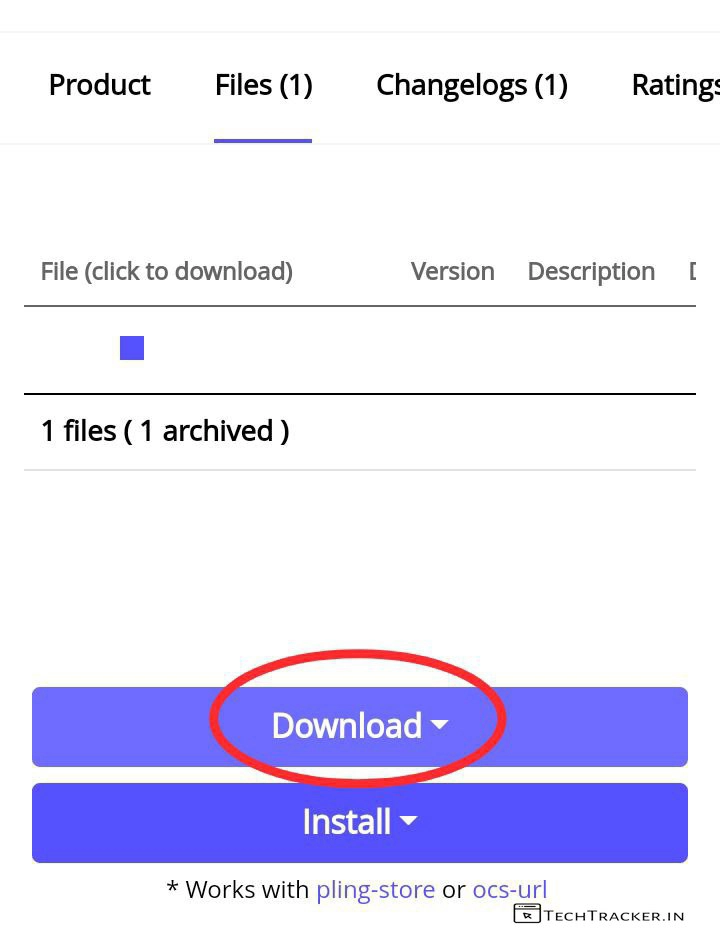 Product Files (1) Changelogs (1) Ratings
File (click to download) Version Description
1 files ( 1 archived )
Download
Install
* Works with pling-store or ocs-url
TECHTRACKER.IN